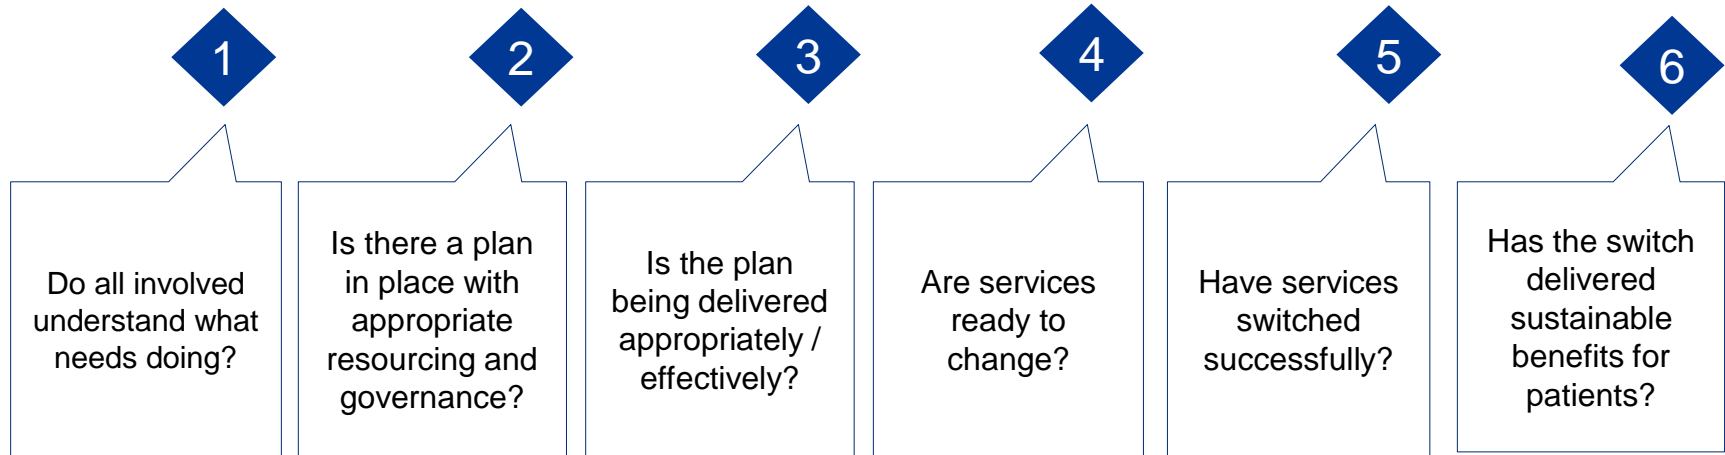 1
2
3
4
5
6
Do all involved
understand what
needs doing?
Is there a plan
in place with
appropriate
resourcing and
governance?
Is the plan
being delivered
appropriately /
effectively?
Are services
ready to
change?
Have services
switched
successfully?
Has the switch
delivered
sustainable
benefits for
patients?